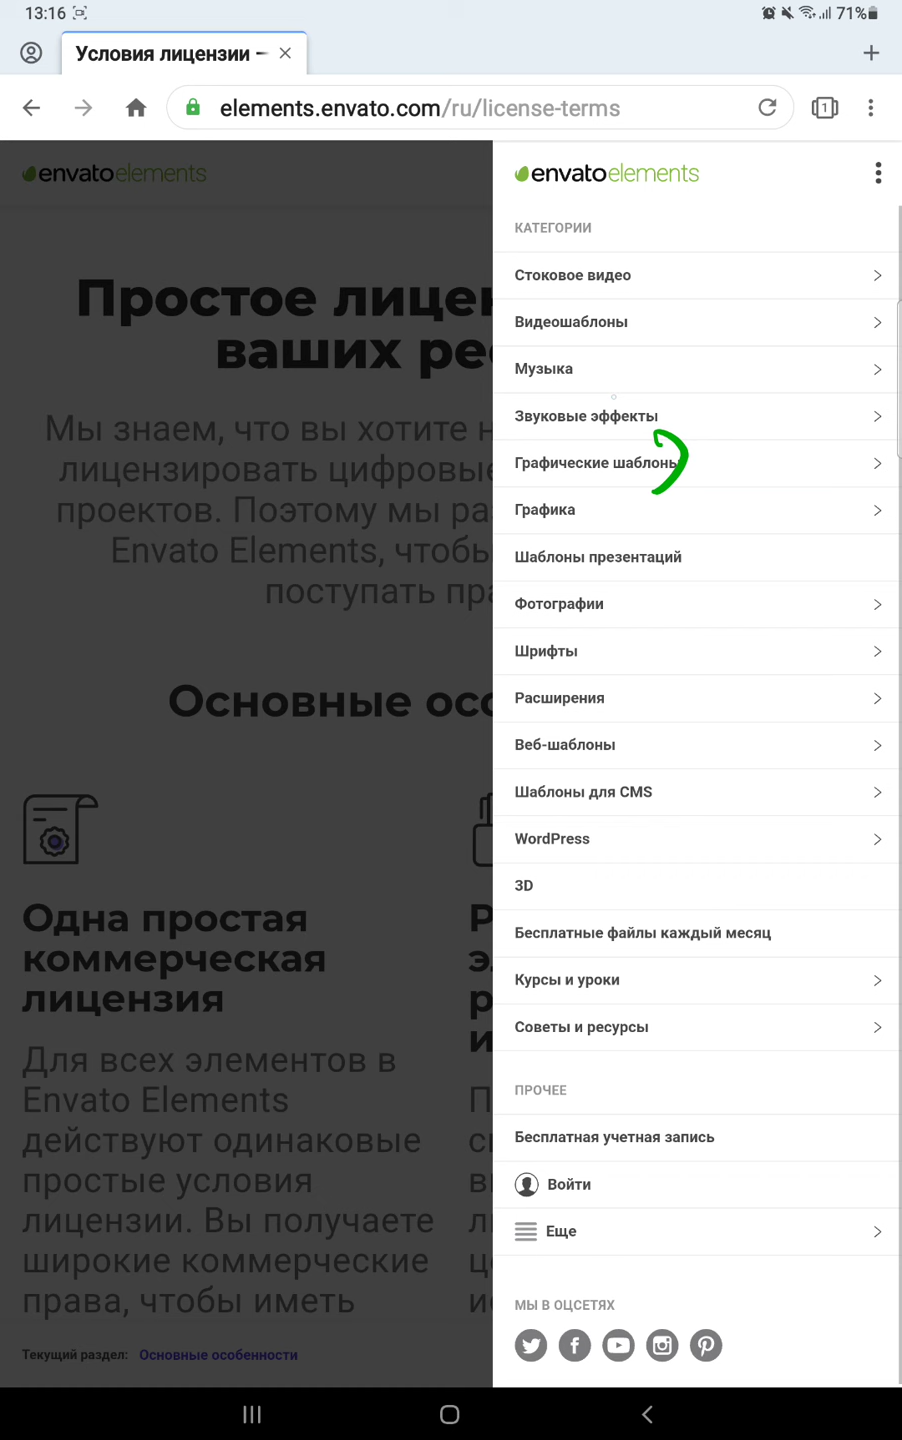 13:16
71%
Условия лицензии –
elements.envato.com/ru/license-terms
1
envatoelements
Простое лицен
ваших ре
Мы знаем, что вы хотите
лицензировать цифровые
проектов. Поэтому мы ра
Envato Elements, чтобы
поступать пра
Основные осо
Одна простая
коммерческая
лицензия
Для всех элементов в
Envato Elements
действуют одинаковые
простые условия
лицензии. Вы получаете
широкие коммерческие
права, чтобы иметь
Текущий раздел: Основные особенности
envatoelements
КАТЕГОРИИ
Стоковое видео
Видеошаблоны
Музыка
Звуковые эффекты
Графические шаблоны
Графика
Шаблоны презентаций
Фотографии
Шрифты
Расширения
Веб-шаблоны
Шаблоны для CMS
WordPress
3D
Бесплатные файлы каждый месяц
Курсы и уроки
Советы и ресурсы
ПРОЧЕЕ
Бесплатная учетная запись
Войти
Еще
МЫ В ОЦСЕТЯХ